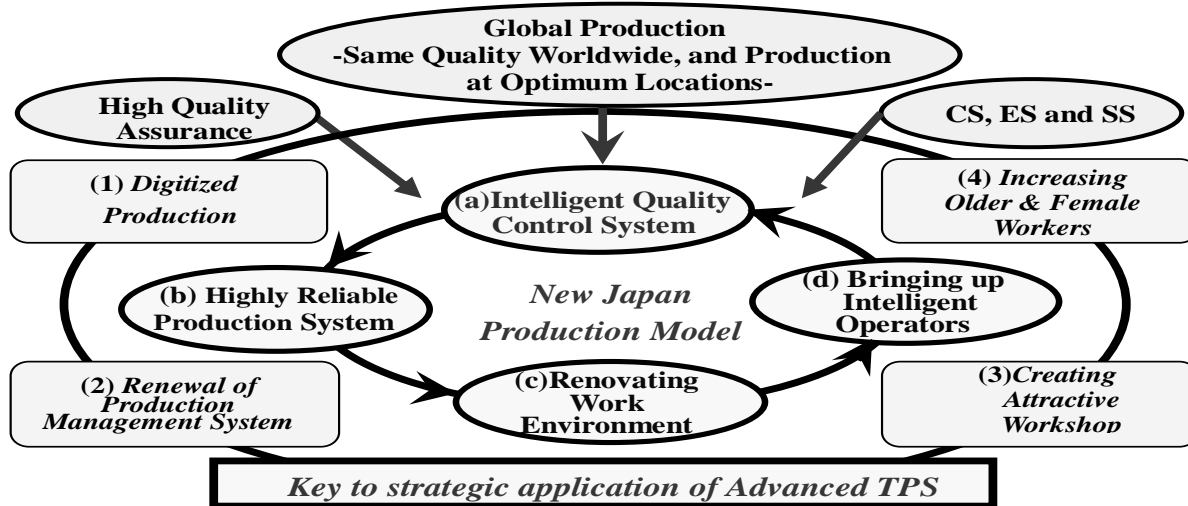 Global Production
-Same Quality Worldwide, and Production
at Optimum Locations-
High Quality
Assurance
CS, ES and SS
(1) Digitized
Production
(a)Intelligent Quality
Control System
(4) Increasing
Older & Female
Workers
(b) Highly Reliable
Production System
New Japan
Production Model
(d) Bringing up
Intelligent
Operators
(2) Renewal of
Production
Management System
(c)Renovating
Work
Environment
(3)Creating
Attractive
Workshop
Key to strategic application of Advanced TPS